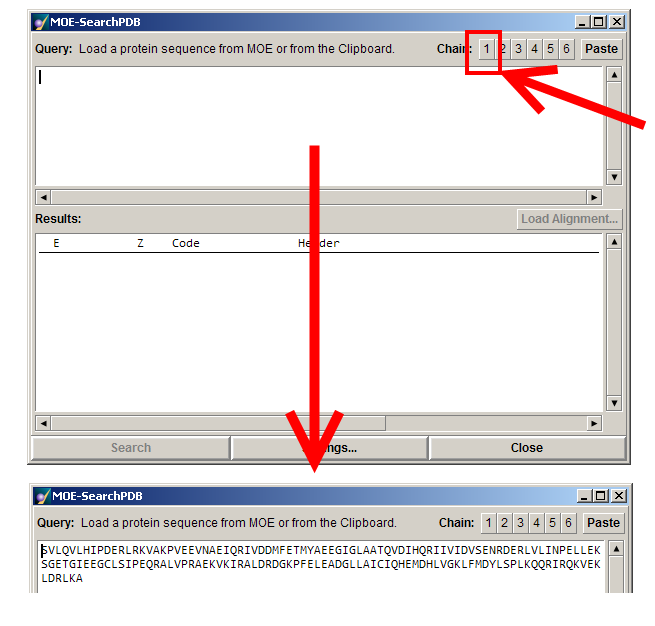 MOE-SearchPDB
Query: Load a protein sequence from MOE or from the Clipboard. Chain: 1 2 3 4 5 6 Paste
Results: Load Alignment...
E Z Code Header
Search ngs... Close
MOE-SearchPDB
Query: Load a protein sequence from MOE or from the Clipboard. Chain: 1 2 3 4 5 6 Paste
SVLQVLHIPDERLRKVAKPVEEVNAEIQRIVDDMFETMYAEEGIGLAATQVDIHQRIIVIDVSENRDERLVLINPELLEK
SGETGIEEGCLSIPEQRALVPRAEKVKIRALDRDGKPFELEADGLLAICIQHEMDHLVGKLFMDYLSPLKQQRIRQKVEK
LDRLKA